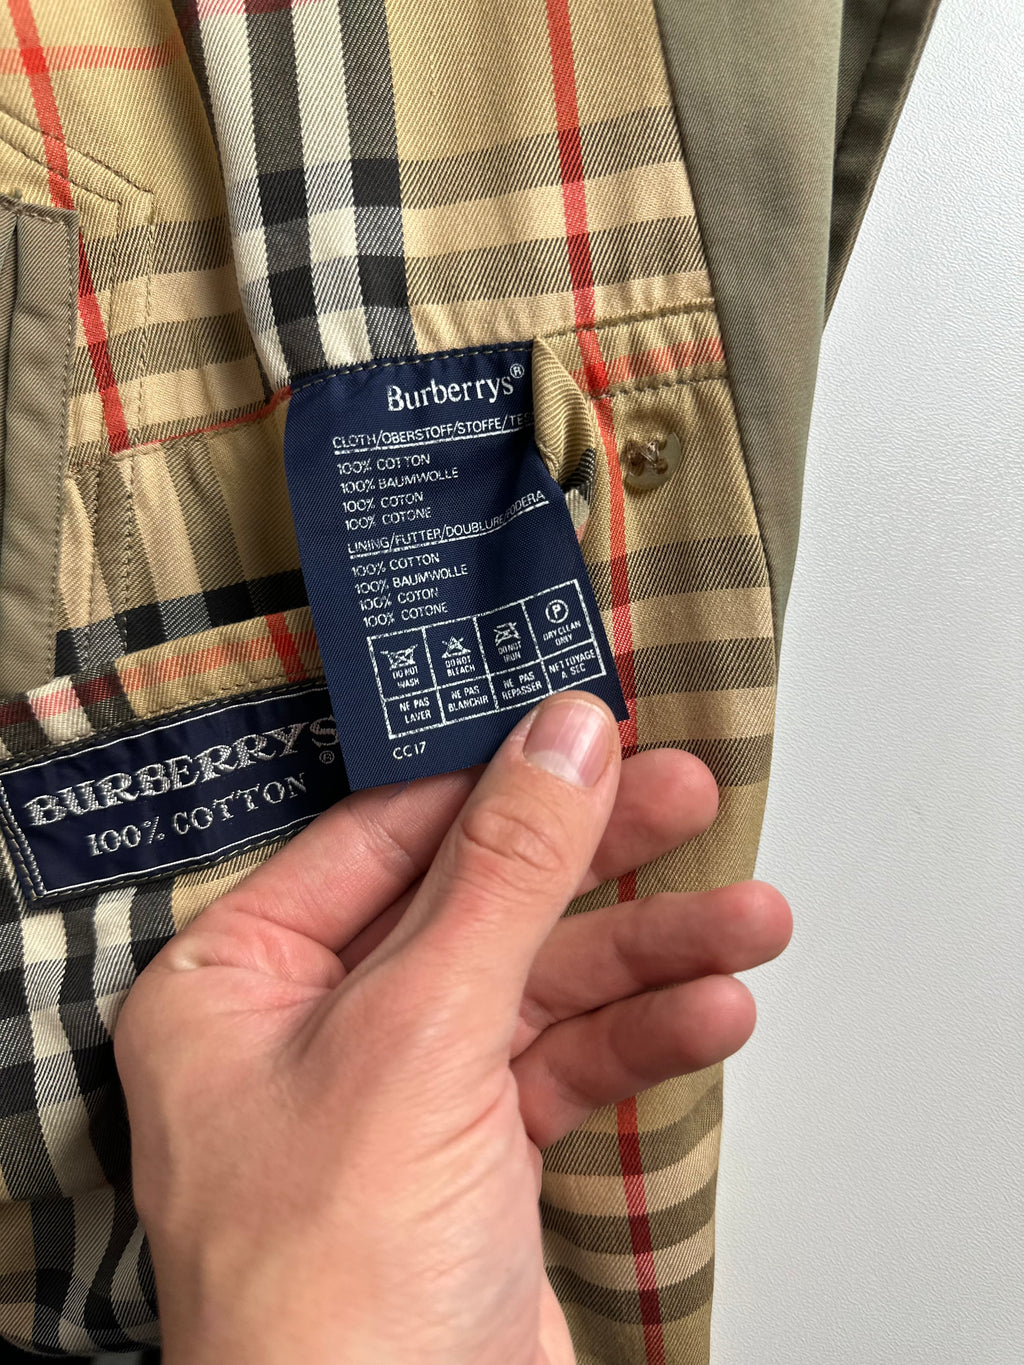 Burberrys®
CLOTH/OBERSTOFF/STOFFE/
100% COTTON
100% BAUMWOLLE
100% COTON
100% COTONE
LINING/FUTTER/DOUBLURE/FODERA
100% COTTON
100% BAUMWOLLE
100% COTON
100% COTONE
DO NOT WASH
DO NOT BLEACH
DO NOT IRON
P
DRY CLEAN ONLY
NE PAS LAVER
NE PAS BLANCHIR
NE PAS REPASSER
NETTOYAGE A SEC
CC17
BURBERRYS®
100% COTTON